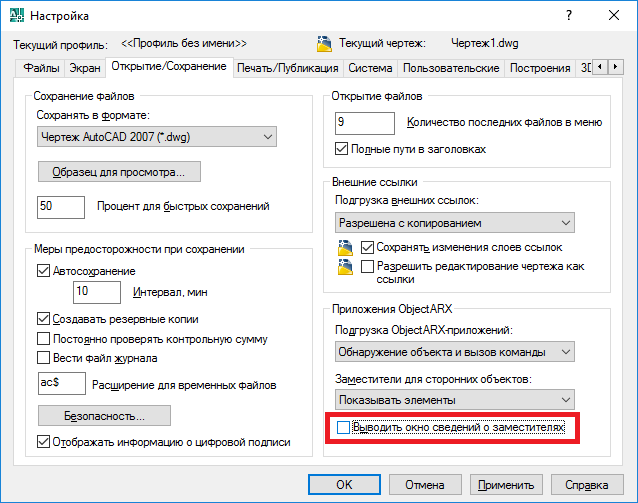 Настройка
Текущий профиль: <<Профиль без имени>> Текущий чертеж: Чертеж1.dwg
Файлы Экран Открытие/Сохранение Печать/Публикация Система Пользовательские Построения 3D
Сохранение файлов
Сохранять в формате:
Чертеж AutoCAD 2007 (*.dwg)
Образец для просмотра...
50 Процент для быстрых сохранений
Меры предосторожности при сохранении
Автосохранение
10 Интервал, мин
Создавать резервные копии
Постоянно проверять контрольную сумму
Вести файл журнала
ac$ Расширение для временных файлов
Безопасность...
Отображать информацию о цифровой подписи
Открытие файлов
9 Количество последних файлов в меню
Полные пути в заголовках
Внешние ссылки
Подгрузка внешних ссылок:
Разрешена с копированием
Сохранять изменения слоев ссылок
Разрешить редактирование чертежа как
ссылки
Приложения ObjectARX
Подгрузка ObjectARX-приложений:
Обнаружение объекта и вызов команды
Заместители для сторонних объектов:
Показывать элементы
Выводить окно сведений о заместителях
OK Отмена Применить Справка